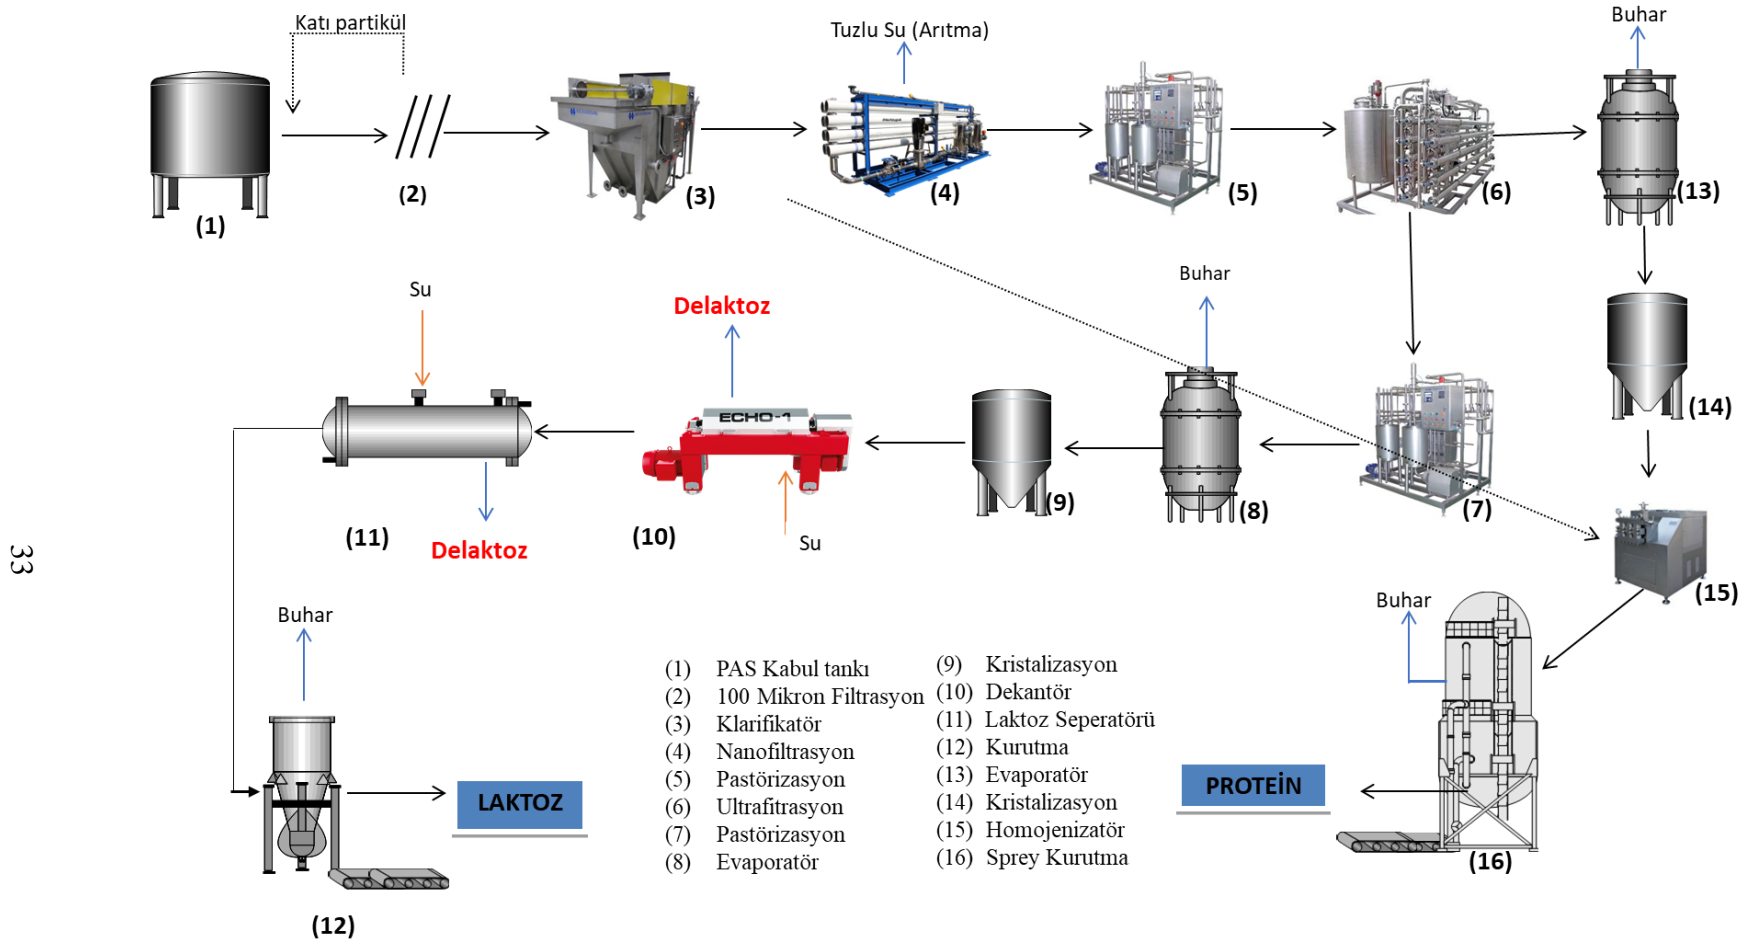 Katı partikül
Tuzlu Su (Arıtma)
Buhar
(1)
(2)
(3)
(4)
(5)
(6)
(13)
Su
Delaktoz
Buhar
ECHO-1
(14)
(11)
Delaktoz
(10)
Su
(9)
(8)
(7)
(15)
33
Buhar
Buhar
(1) PAS Kabul tankı
(2) 100 Mikron Filtrasyon
(3) Klarifikatör
(4) Nanofiltrasyon
(5) Pastörizasyon
(6) Ultrafitrasyon
(7) Pastörizasyon
(8) Evaporatör
(9) Kristalizasyon
(10) Dekantör
(11) Laktoz Seperatörü
(12) Kurutma
(13) Evaporatör
(14) Kristalizasyon
(15) Homojenizatör
(16) Sprey Kurutma
LAKTOZ
PROTEİN
(12)
(16)